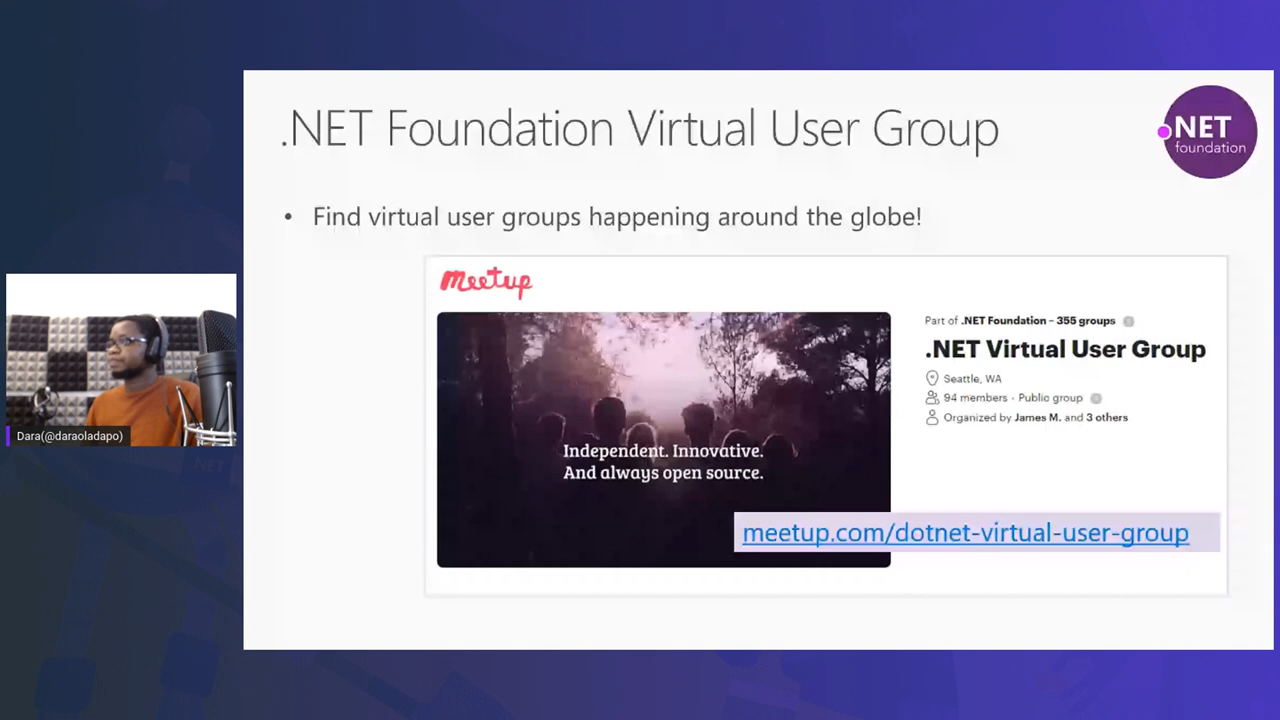 .NET Foundation Virtual User Group
.NET
foundation
• Find virtual user groups happening around the globe!
meetup
Part of .NET Foundation – 355 groups
.NET Virtual User Group
Seattle, WA
94 members · Public group
Organized by James M. and 3 others
Independent. Innovative.
And always open source.
meetup.com/dotnet-virtual-user-group
Dara(@daraoladapo)
.NET